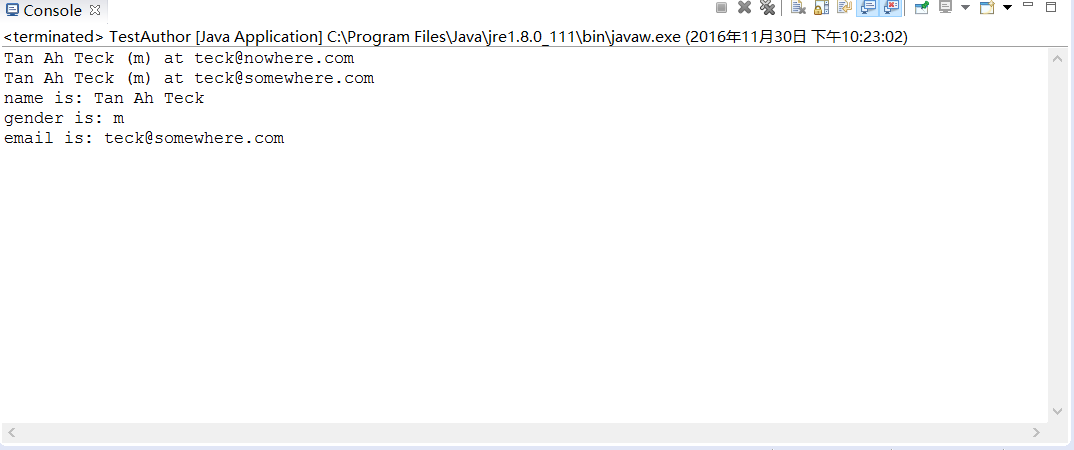 Console
<terminated> TestAuthor [Java Application] C:\Program Files\Java\jre1.8.0_111\bin\javaw.exe (2016年11月30日 下午10:23:02)
Tan Ah Teck (m) at teck@nowhere.com
Tan Ah Teck (m) at teck@somewhere.com
name is: Tan Ah Teck
gender is: m
email is: teck@somewhere.com